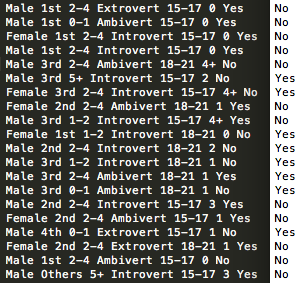 Male 1st 2-4 Extrovert 15-17 0 Yes No
Male 1st 0-1 Ambivert 15-17 0 Yes No
Female 1st 2-4 Introvert 15-17 0 Yes No
Male 1st 2-4 Introvert 15-17 0 Yes No
Male 3rd 2-4 Ambivert 18-21 4+ No No
Male 3rd 5+ Introvert 15-17 2 No Yes
Female 3rd 2-4 Introvert 15-17 4+ No Yes
Female 2nd 2-4 Ambivert 18-21 1 Yes No
Male 3rd 1-2 Introvert 15-17 4+ Yes
Female 1st 1-2 Introvert 18-21 0 No Yes
Male 2nd 2-4 Introvert 18-21 2 No Yes
Male 3rd 1-2 Introvert 18-21 1 No No
Male 3rd 2-4 Ambivert 18-21 1 Yes Yes
Male 3rd 0-1 Ambivert 18-21 1 No Yes
Male 2nd 2-4 Introvert 15-17 3 Yes No
Female 2nd 2-4 Ambivert 15-17 1 Yes No
Male 4th 0-1 Extrovert 15-17 1 No Yes
Female 2nd 2-4 Extrovert 18-21 1 Yes No
Male 1st 2-4 Ambivert 15-17 0 No No
Male Others 5+ Introvert 15-17 3 Yes No